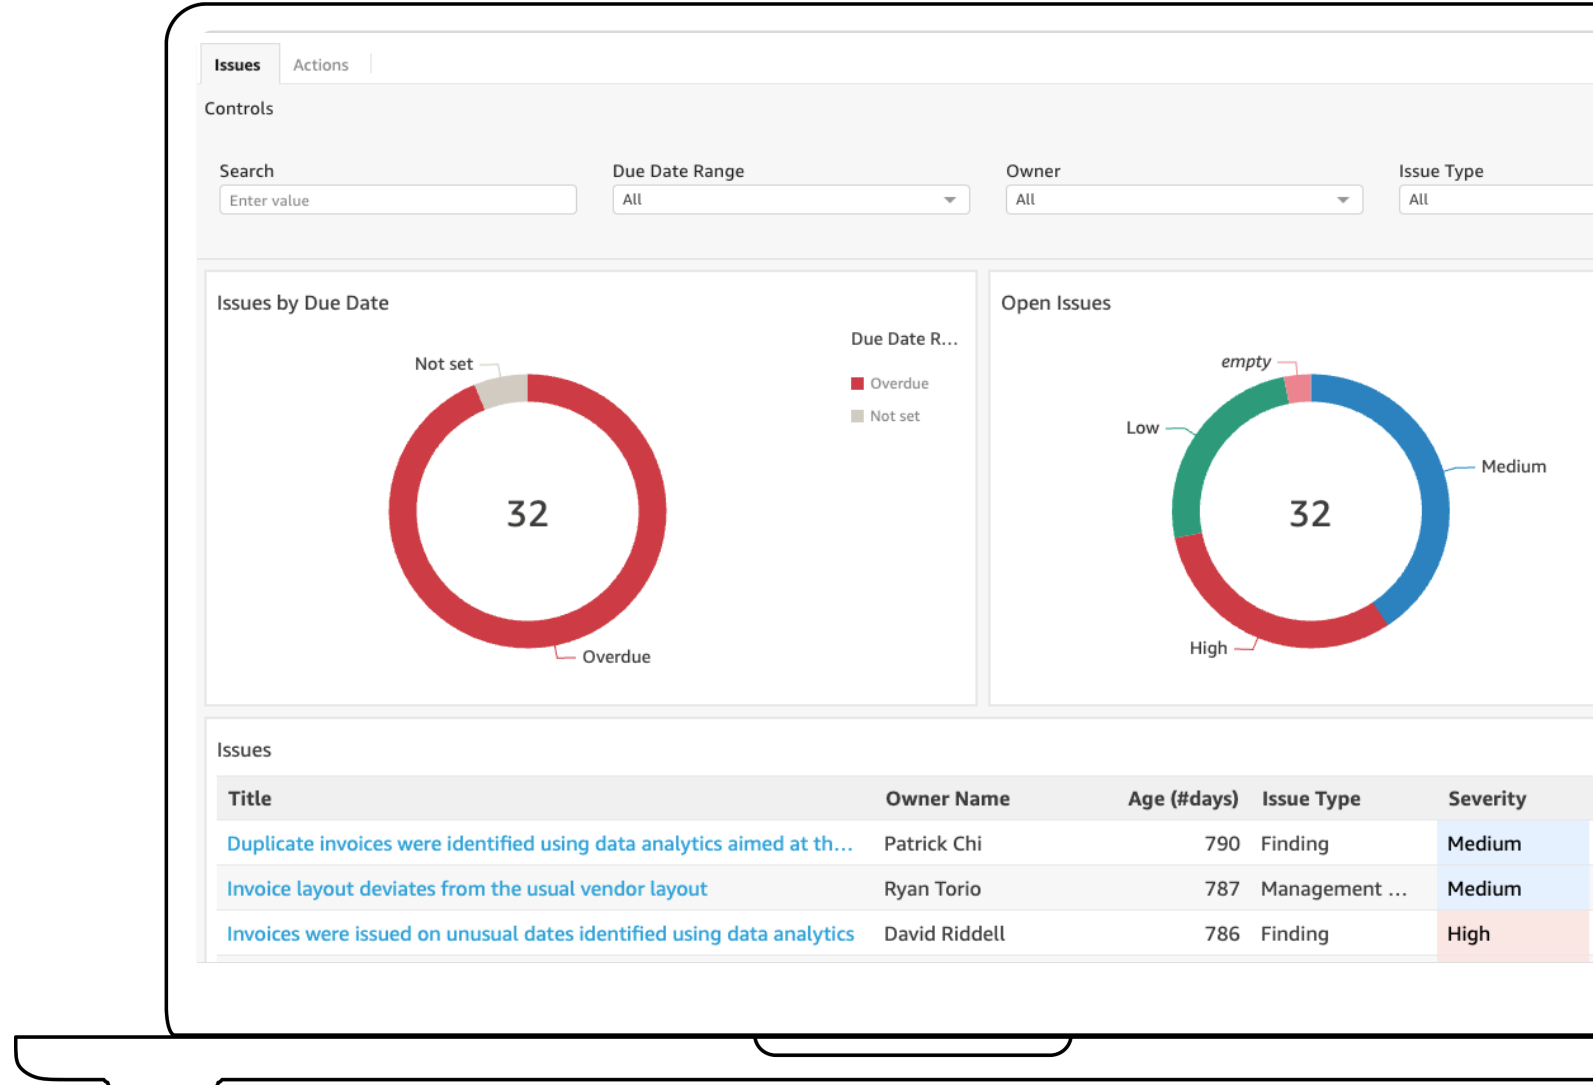 Issues Actions
Controls
Search Due Date Range Owner Issue Type
Enter value All All All
Issues by Due Date
Due Date R...
Not set
Overdue
Not set
32
Overdue
Open Issues
empty
Low
Medium
32
High
Issues
Title Owner Name Age (#days) Issue Type Severity
Duplicate invoices were identified using data analytics aimed at th... Patrick Chi 790 Finding Medium
Invoice layout deviates from the usual vendor layout Ryan Torio 787 Management ... Medium
Invoices were issued on unusual dates identified using data analytics David Riddell 786 Finding High